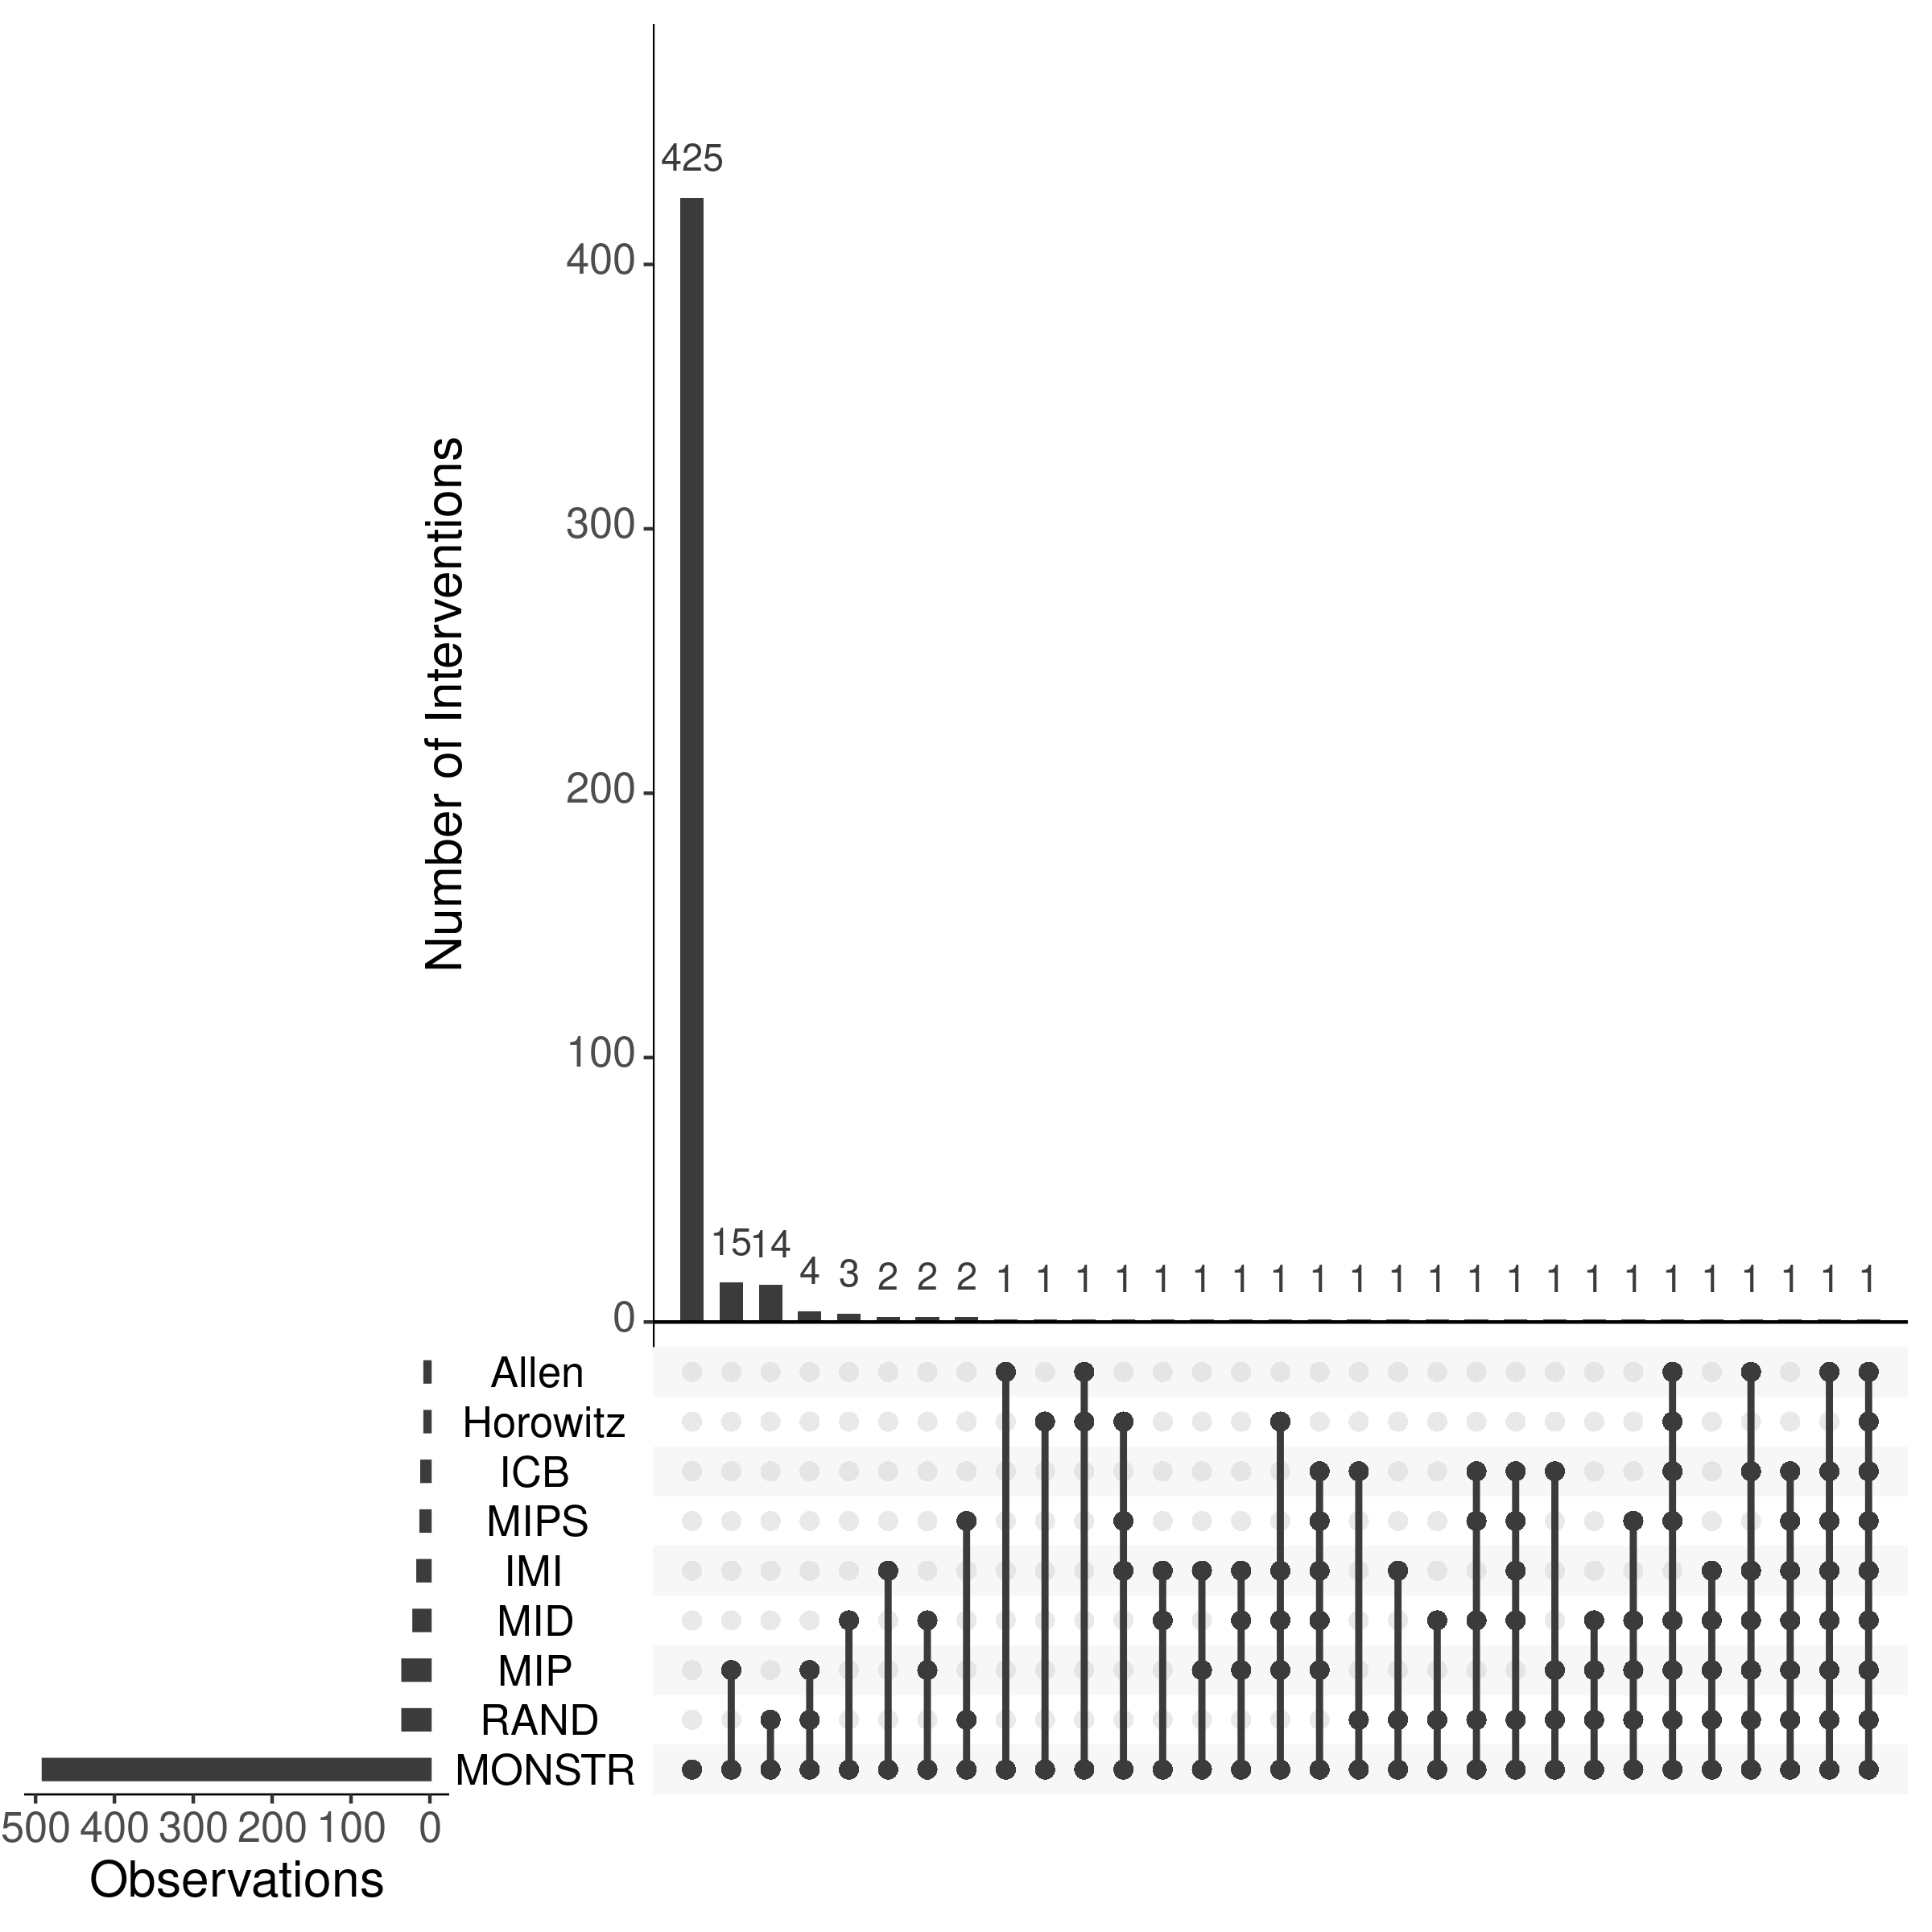 Number of Interventions
425
400
300
200
100
0
15 14 4 3 2 2 2 1 1 1 1 1 1 1 1 1 1 1 1 1 1 1 1 1 1 1 1 1 1 1
Allen
Horowitz
ICB
MIPS
IMI
MID
MIP
RAND
MONSTR
500 400 300 200 100 0
Observations